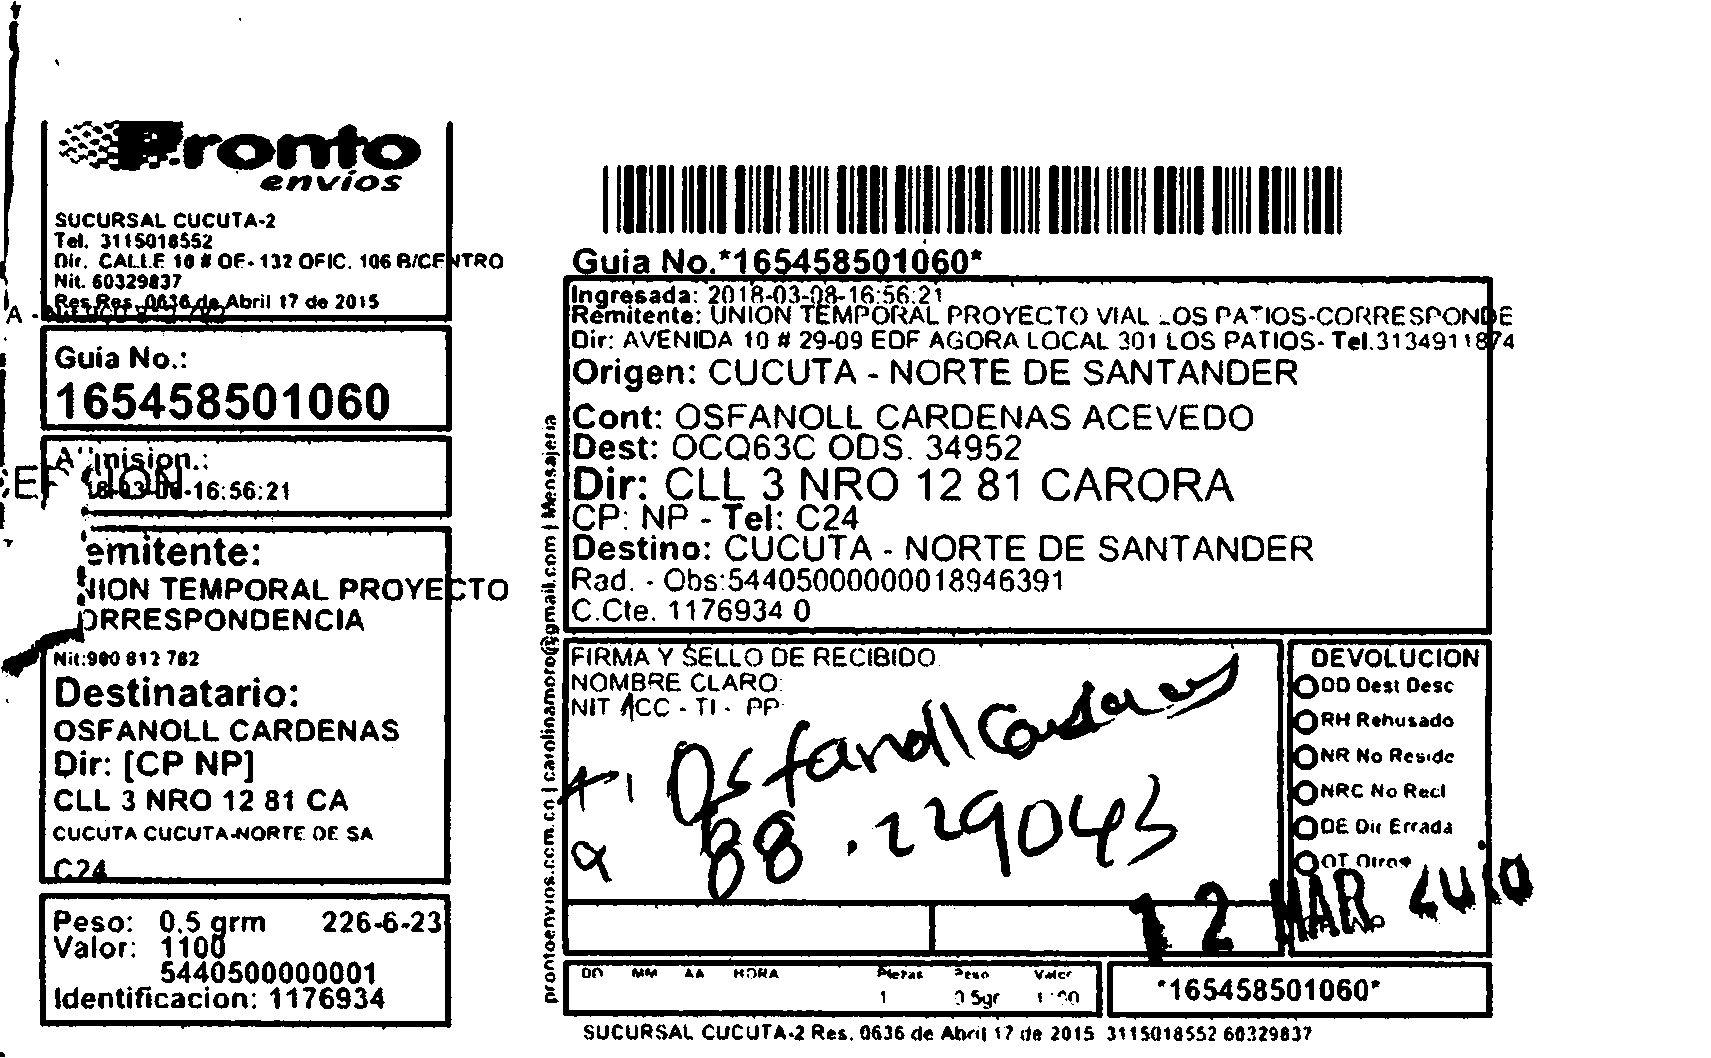 Pronto
envíos
SUCURSAL CUCUTA-2
Tel. 3115018552
Dir. CALLE 10 # OE- 132 OFIC. 106 B/CENTRO
Nit. 60329837
Res Res. 0636 de Abril 17 de 2015
Guia No.:
165458501060
-16:56:21
emitente:
NION TEMPORAL PROYECTO
ORRESPONDENCIA
Nit:900 612 782
Destinatario:
OSFANOLL CARDENAS
Dir: [CP NP]
CLL 3 NRO 12 81 CA
CUCUTA CUCUTA-NORTE DE SA
C24
Peso: 0.5 grm 226-6-23
Valor: 1100
5440500000001
Identificacion: 1176934
prontoenvios.com.co | carolinamoro@gmail.com | Mensajeria
Guia No.*165458501060*
Ingresada: 2018-03-08-16:56:21
Remitente: UNION TEMPORAL PROYECTO VIAL LOS PATIOS-CORRESPONDE
Dir: AVENIDA 10 # 29-09 EDF AGORA LOCAL 301 LOS PATIOS- Tel.3134911874
Origen: CUCUTA - NORTE DE SANTANDER
Cont: OSFANOLL CARDENAS ACEVEDO
Dest: OCQ63C ODS. 34952
Dir: CLL 3 NRO 12 81 CARORA
CP: NP - Tel: C24
Destino: CUCUTA - NORTE DE SANTANDER
Rad. - Obs:54405000000018946391
C.Cte. 1176934 0
FIRMA Y SELLO DE RECIBIDO
NOMBRE CLARO:
NIT CC - TI - PP
Osfanoll Cardenas
88.229043
DEVOLUCION
DD Dest Desc
RH Rehusado
NR No Reside
NRC No Recl
DE Dir Errada
OT Otros
12 MAR
DD MM AA HORA Piezas Peso Valor
1 0.5gr 1100
*165458501060*
SUCURSAL CUCUTA-2 Res. 0636 de Abril 17 de 2015 3115018552 60329837